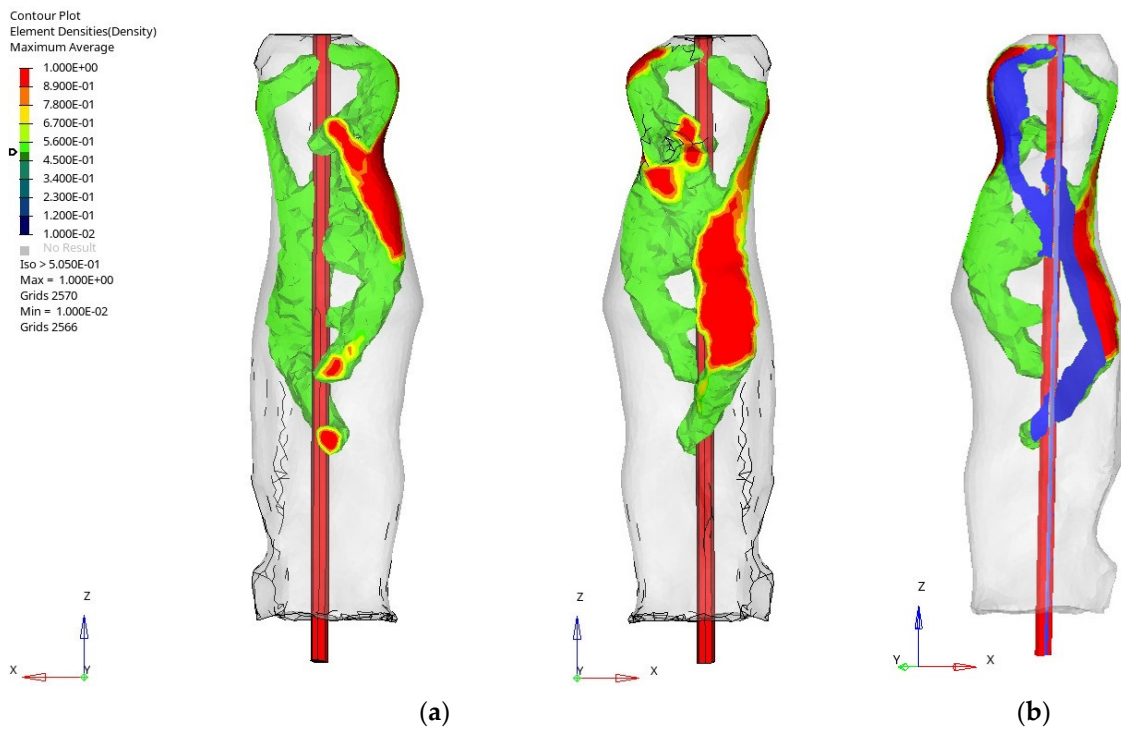 Contour Plot
Element Densities(Density)
Maximum Average
1.000E+00
8.900E-01
7.800E-01
6.700E-01
5.600E-01
4.500E-01
3.400E-01
2.300E-01
1.200E-01
1.000E-02
No Result
Iso > 5.050E-01
Max = 1.000E+00
Grids 2570
Min = 1.000E-02
Grids 2566
Z
X
Y
Z
Y
X
Z
Y
X
(a)
(b)